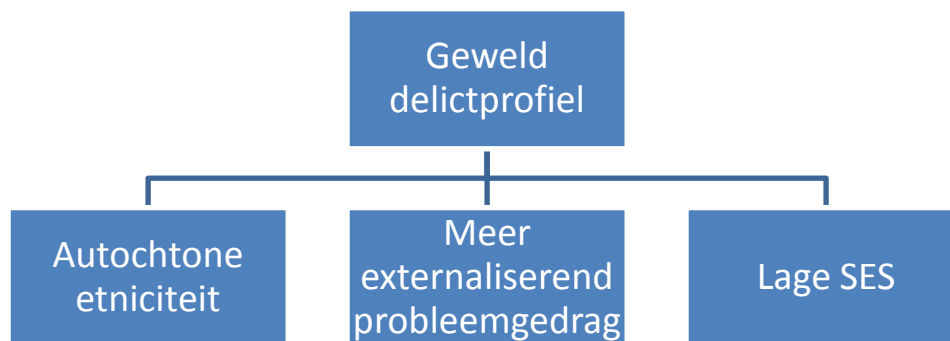 Geweld
delictprofiel
Autochtone
etniciteit
Meer
externaliserend
probleemgedrag
Lage SES